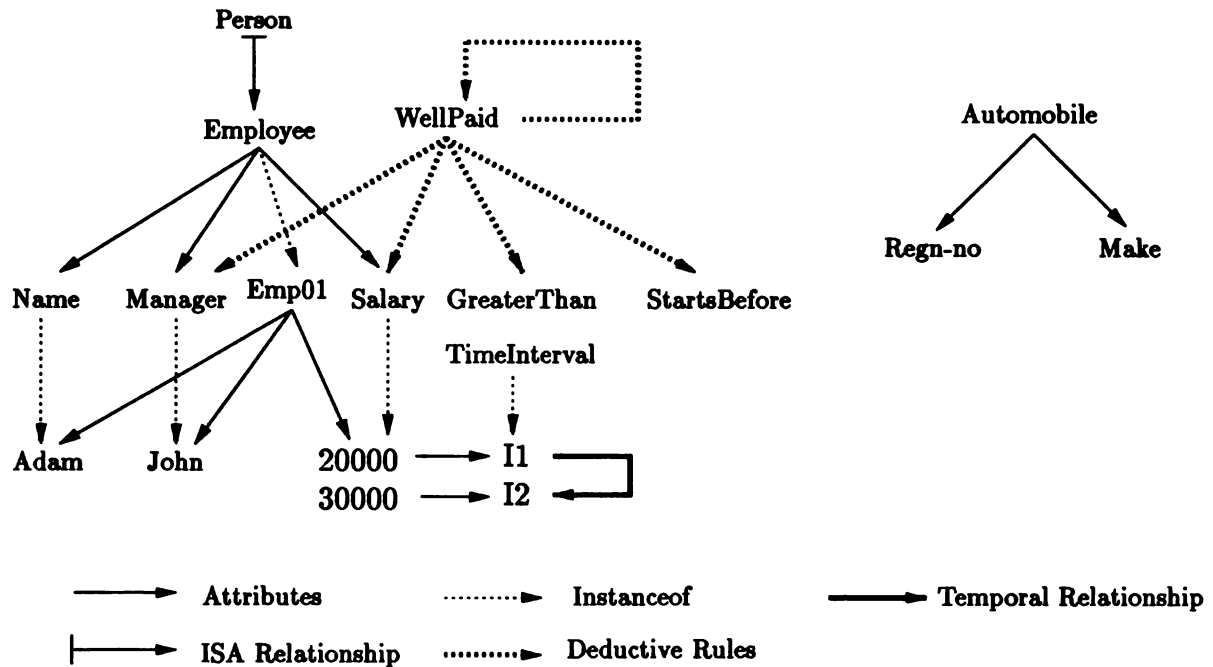 Person
WellPaid
Automobile
Employee
Regn-no Make
Name Manager Emp01 Salary GreaterThan StartsBefore
TimeInterval
Adam John 20000 I1
30000 I2
Attributes Instanceof Temporal Relationship
ISA Relationship Deductive Rules